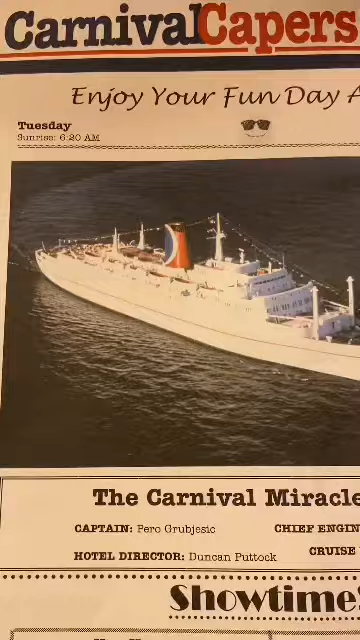 CarnivalCapers
Enjoy Your Fun Day A
Tuesday
Sunrise: 6:20 AM
The Carnival Miracle
CAPTAIN: Pero Grubjesic CHIEF ENGIN
HOTEL DIRECTOR: Duncan Puttock CRUISE
Showtime